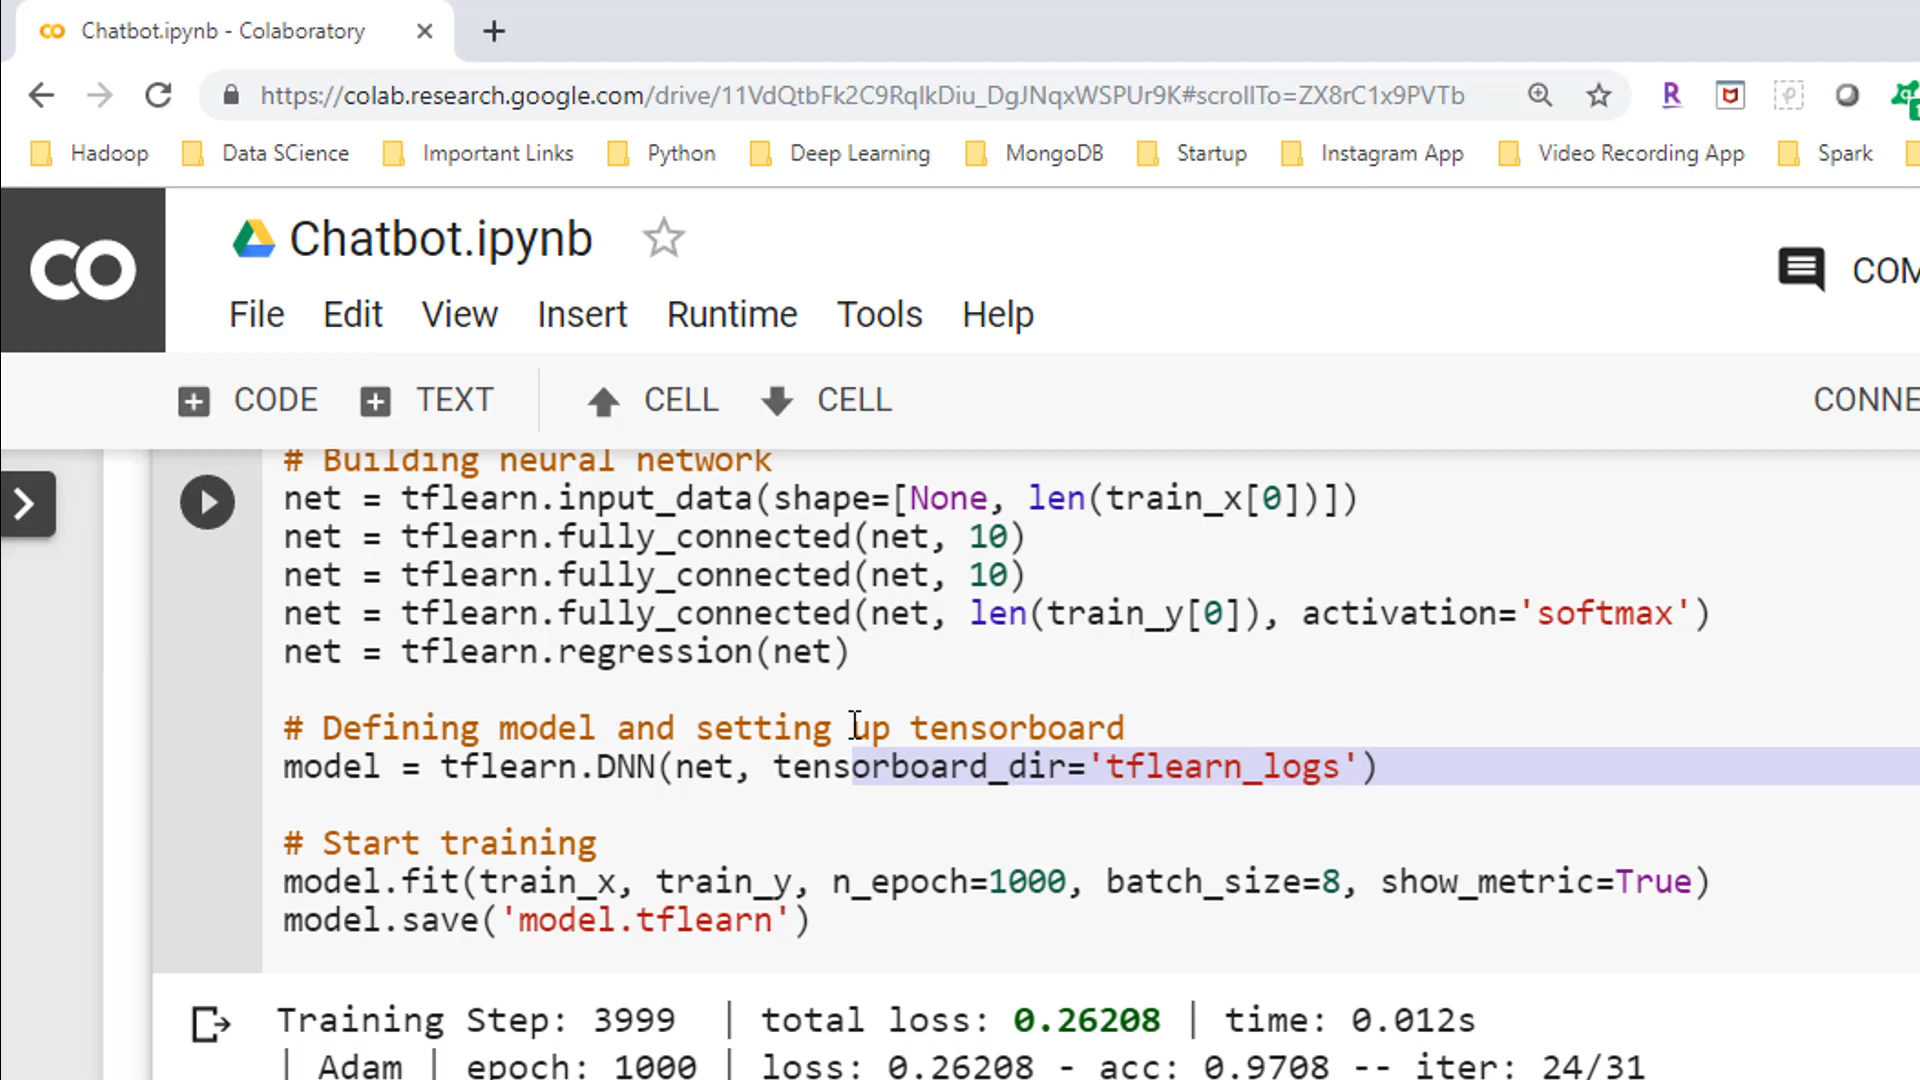 Chatbot.ipynb - Colaboratory
https://colab.research.google.com/drive/11VdQtbFk2C9RqIkDiu_DgJNqxWSPUr9K#scrollTo=ZX8rC1x9PVTb
Hadoop Data SCience Important Links Python Deep Learning MongoDB Startup Instagram App Video Recording App Spark
Chatbot.ipynb
COM
File Edit View Insert Runtime Tools Help
CODE TEXT CELL CELL CONNE
# Building neural network
net = tflearn.input_data(shape=[None, len(train_x[0])])
net = tflearn.fully_connected(net, 10)
net = tflearn.fully_connected(net, 10)
net = tflearn.fully_connected(net, len(train_y[0]), activation='softmax')
net = tflearn.regression(net)
# Defining model and setting up tensorboard
model = tflearn.DNN(net, tensorboard_dir='tflearn_logs')
# Start training
model.fit(train_x, train_y, n_epoch=1000, batch_size=8, show_metric=True)
model.save('model.tflearn')
Training Step: 3999 | total loss: 0.26208 | time: 0.012s
| Adam | epoch: 1000 | loss: 0.26208 - acc: 0.9708 -- iter: 24/31